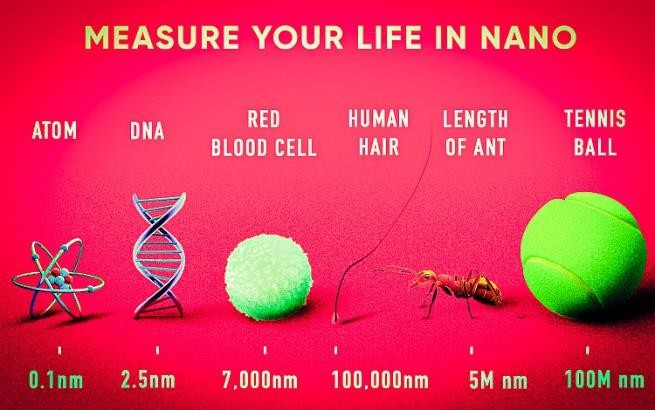 MEASURE YOUR LIFE IN NANO
ATOM
DNA
RED
BLOOD CELL
HUMAN
HAIR
LENGTH
OF ANT
TENNIS
BALL
0.1nm
2.5nm
7,000nm
100,000nm
5M nm
100M nm